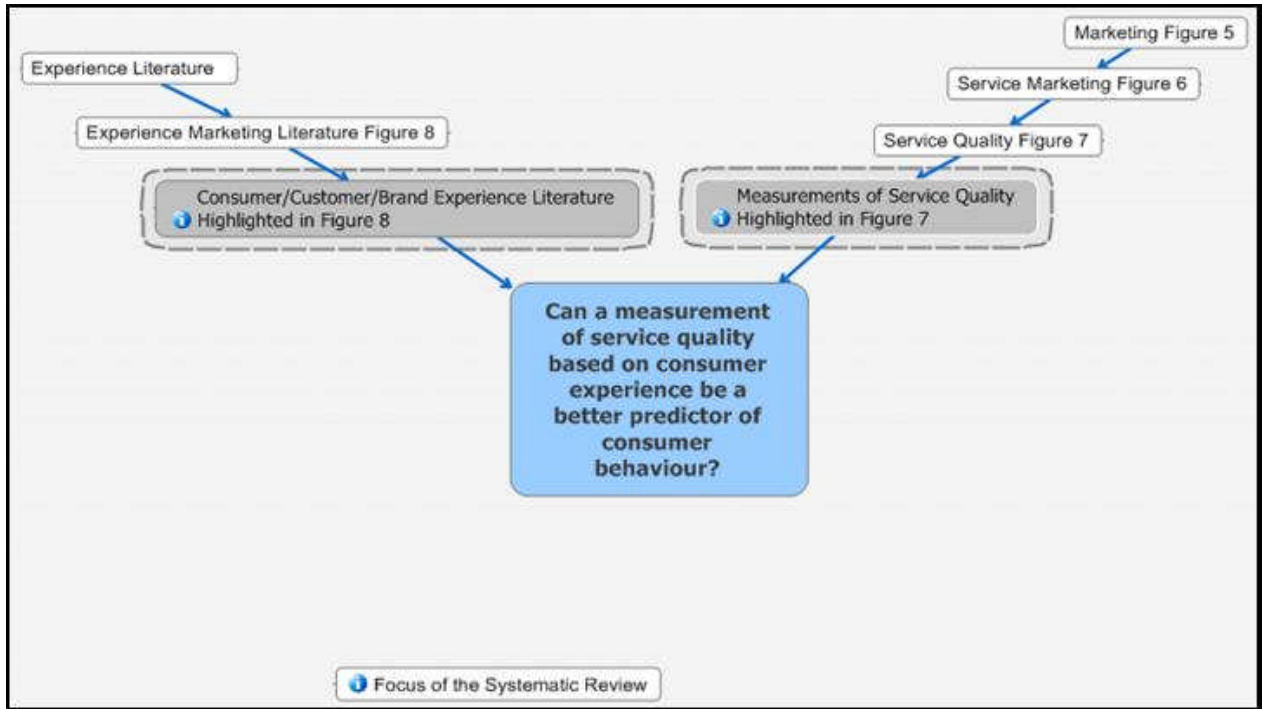 Marketing Figure 5
Experience Literature
Service Marketing Figure 6
Experience Marketing Literature Figure 8
Service Quality Figure 7
Consumer/Customer/Brand Experience Literature
Highlighted in Figure 8
Measurements of Service Quality
Highlighted in Figure 7
Can a measurement
of service quality
based on consumer
experience be a
better predictor of
consumer
behaviour?
Focus of the Systematic Review